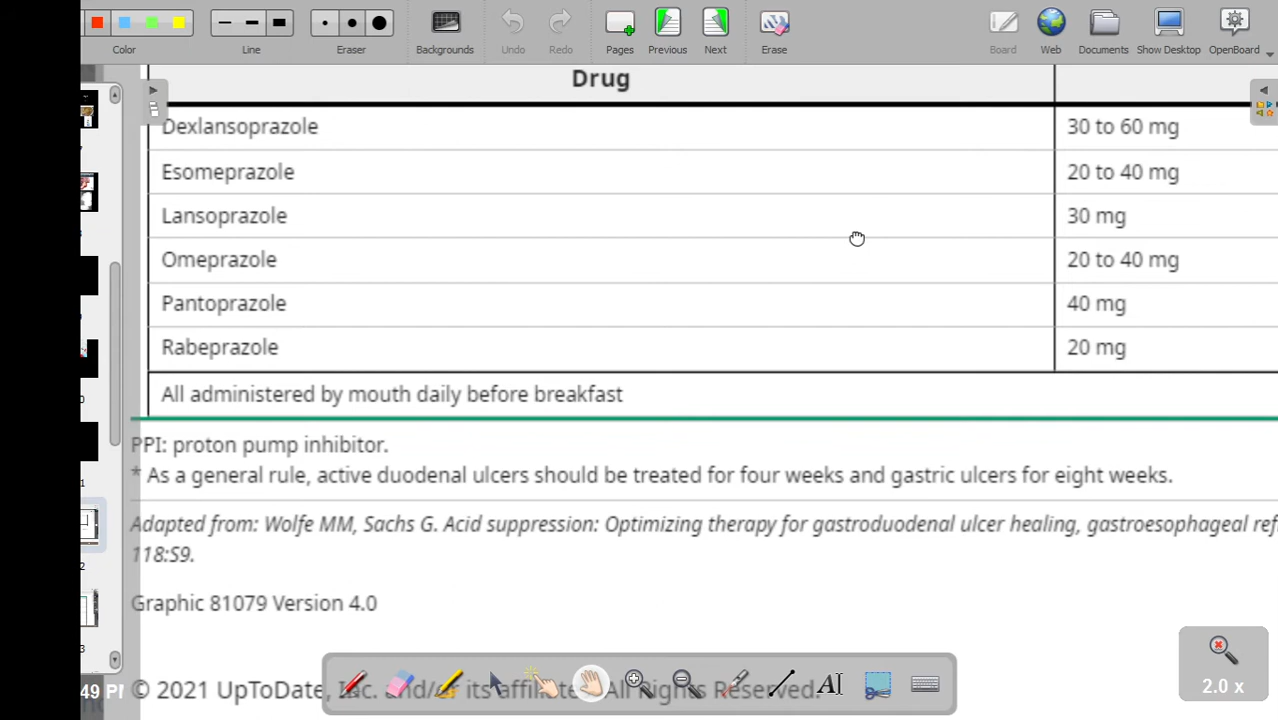 Color Line Eraser Backgrounds Undo Redo Pages Previous Next Erase Board Web Documents Show Desktop OpenBoard
Drug
Dexlansoprazole 30 to 60 mg
Esomeprazole 20 to 40 mg
Lansoprazole 30 mg
Omeprazole 20 to 40 mg
Pantoprazole 40 mg
Rabeprazole 20 mg
All administered by mouth daily before breakfast
PPI: proton pump inhibitor.
* As a general rule, active duodenal ulcers should be treated for four weeks and gastric ulcers for eight weeks.
Adapted from: Wolfe MM, Sachs G. Acid suppression: Optimizing therapy for gastroduodenal ulcer healing, gastroesophageal ref
118:S9.
Graphic 81079 Version 4.0
© 2021 UpToDate, Inc. and/or its affiliates. All Rights Reserved.
:49 PM
AI
2.0 x